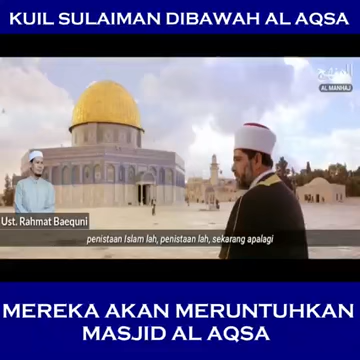 KUIL SULAIMAN DIBAWAH AL AQSA
AL MANHAJ
Ust. Rahmat Baequni
penistaan Islam lah, penistaan lah, sekarang apalagi
MEREKA AKAN MERUNTUHKAN
MASJID AL AQSA